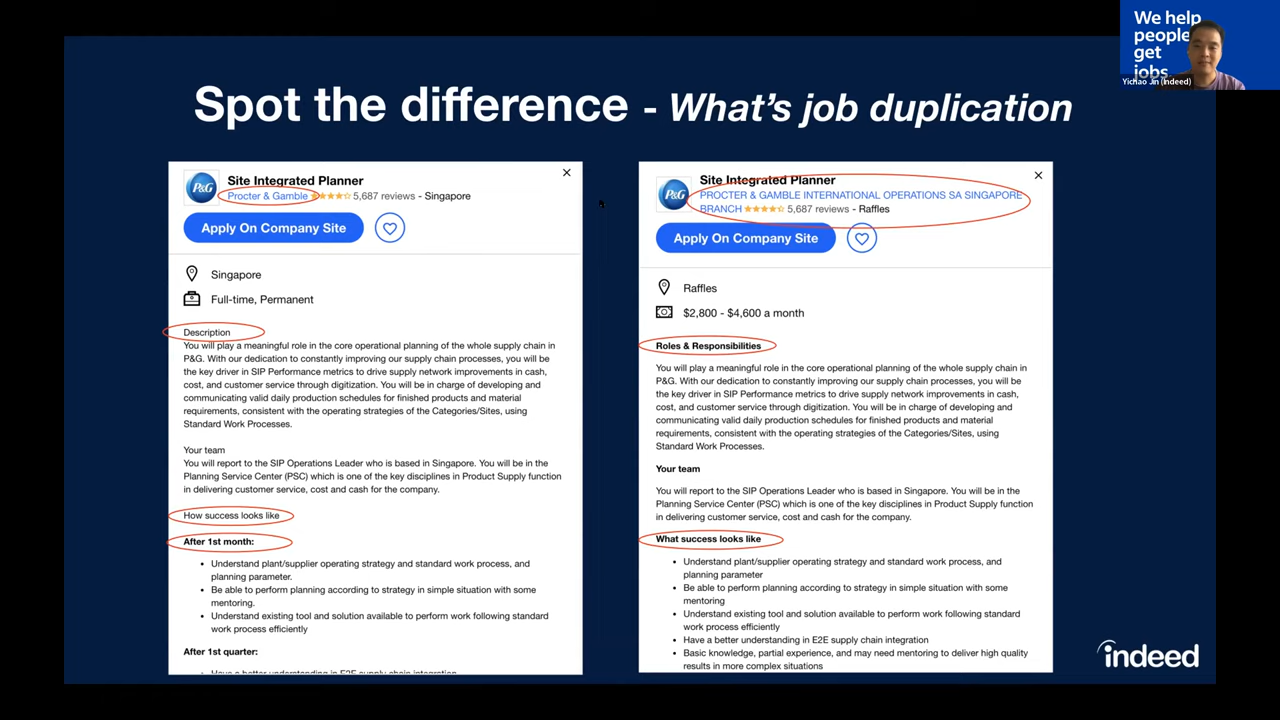 We help
people
get
jobs.
Yichao Jin (Indeed)
Spot the difference - What's job duplication
P&G
Site Integrated Planner
Procter & Gamble 5,687 reviews - Singapore
Apply On Company Site
Singapore
Full-time, Permanent
Description
You will play a meaningful role in the core operational planning of the whole supply chain in
P&G. With our dedication to constantly improving our supply chain processes, you will be
the key driver in SIP Performance metrics to drive supply network improvements in cash,
cost, and customer service through digitization. You will be in charge of developing and
communicating valid daily production schedules for finished products and material
requirements, consistent with the operating strategies of the Categories/Sites, using
Standard Work Processes.
Your team
You will report to the SIP Operations Leader who is based in Singapore. You will be in the
Planning Service Center (PSC) which is one of the key disciplines in Product Supply function
in delivering customer service, cost and cash for the company.
How success looks like
After 1st month:
• Understand plant/supplier operating strategy and standard work process, and
planning parameter.
• Be able to perform planning according to strategy in simple situation with some
mentoring.
• Understand existing tool and solution available to perform work following standard
work process efficiently
After 1st quarter:
• Have a better understanding in E2E supply chain integration
P&G
Site Integrated Planner
PROCTER & GAMBLE INTERNATIONAL OPERATIONS SA SINGAPORE
BRANCH 5,687 reviews - Raffles
Apply On Company Site
Raffles
$2,800 - $4,600 a month
Roles & Responsibilities
You will play a meaningful role in the core operational planning of the whole supply chain in
P&G. With our dedication to constantly improving our supply chain processes, you will be
the key driver in SIP Performance metrics to drive supply network improvements in cash,
cost, and customer service through digitization. You will be in charge of developing and
communicating valid daily production schedules for finished products and material
requirements, consistent with the operating strategies of the Categories/Sites, using
Standard Work Processes.
Your team
You will report to the SIP Operations Leader who is based in Singapore. You will be in the
Planning Service Center (PSC) which is one of the key disciplines in Product Supply function
in delivering customer service, cost and cash for the company.
What success looks like
• Understand plant/supplier operating strategy and standard work process, and
planning parameter
• Be able to perform planning according to strategy in simple situation with some
mentoring
• Understand existing tool and solution available to perform work following standard
work process efficiently
• Have a better understanding in E2E supply chain integration
• Basic knowledge, partial experience, and may need mentoring to deliver high quality
results in more complex situations
indeed